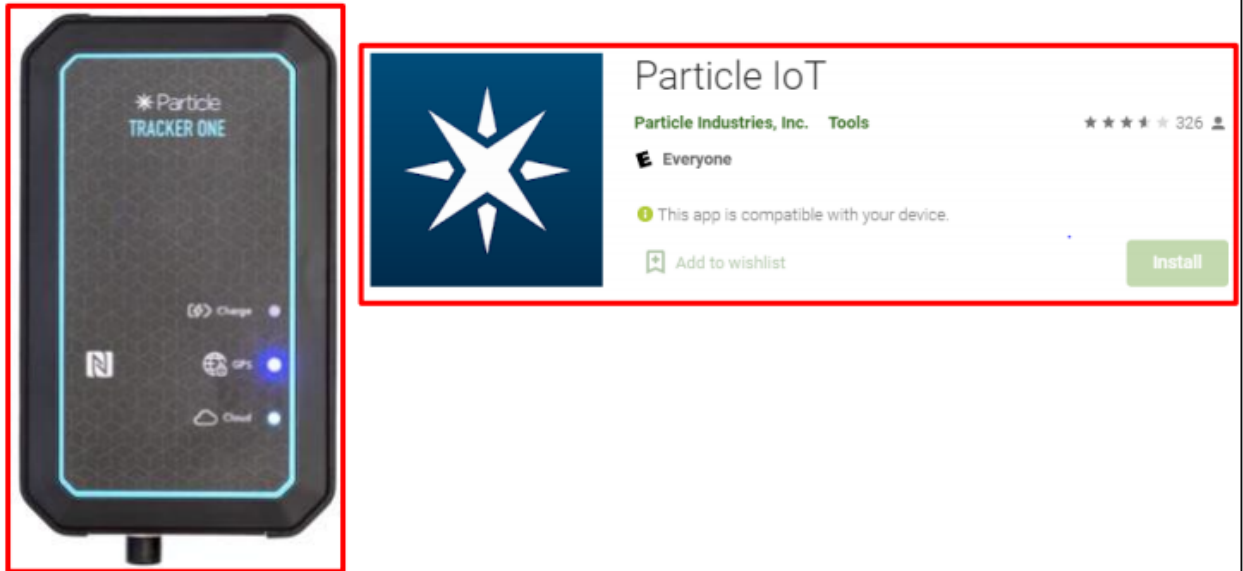 Particle
TRACKER ONE
Charge
GPS
Cloud
Particle IoT
Particle Industries, Inc. Tools
326
E Everyone
This app is compatible with your device.
Add to wishlist
Install